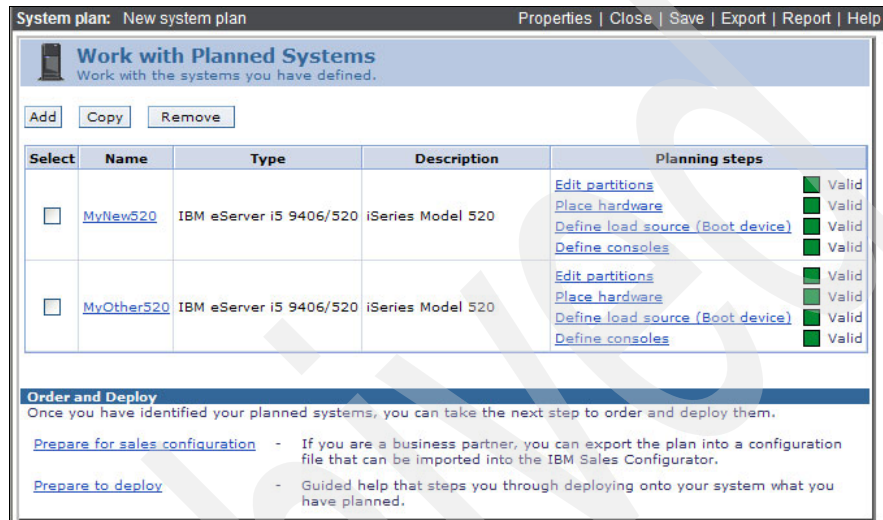 System plan: New system plan Properties | Close | Save | Export | Report | Help
Work with Planned Systems
Work with the systems you have defined.
Add Copy Remove
Select Name Type Description Planning steps
MyNew520 IBM eServer i5 9406/520 iSeries Model 520
Edit partitions Valid
Place hardware Valid
Define load source (Boot device) Valid
Define consoles Valid
MyOther520 IBM eServer i5 9406/520 iSeries Model 520
Edit partitions Valid
Place hardware Valid
Define load source (Boot device) Valid
Define consoles Valid
Order and Deploy
Once you have identified your planned systems, you can take the next step to order and deploy them.
Prepare for sales configuration - If you are a business partner, you can export the plan into a configuration
file that can be imported into the IBM Sales Configurator.
Prepare to deploy - Guided help that steps you through deploying onto your system what you
have planned.